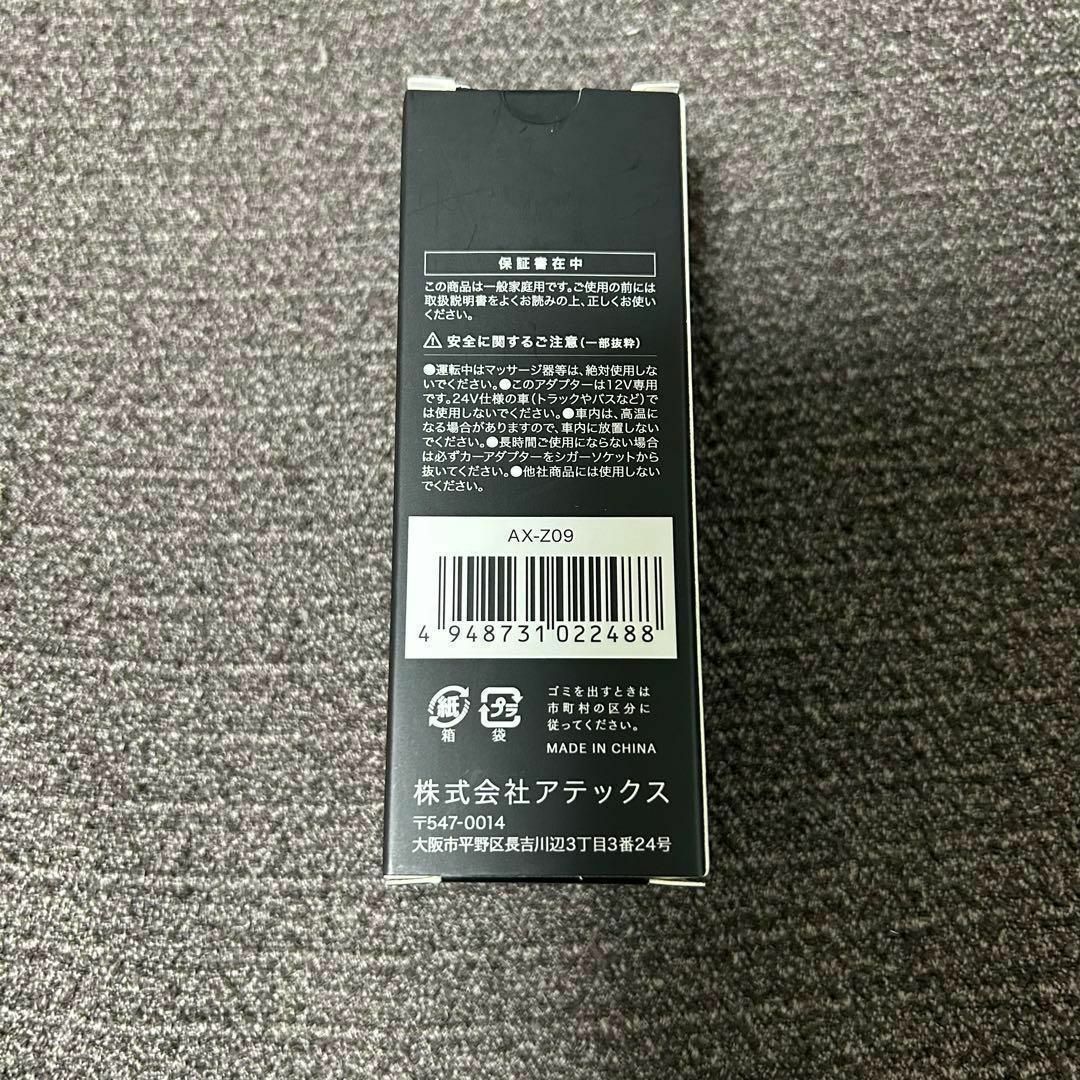 保証書在中
この商品は一般家庭用です。ご使用の前には
取扱説明書をよくお読みの上、正しくお使い
ください。
⚠ 安全に関するご注意(一部抜粋)
●運転中はマッサージ器等は、絶対使用しな
いでください。●このアダプターは12V専用
です。24V仕様の車(トラックやバスなど)で
は使用しないでください。●車内は、高温に
なる場合がありますので、車内に放置しない
でください。●長時間ご使用にならない場合
は必ずカーアダプターをシガーソケットから
抜いてください。●他社商品には使用しない
でください。
AX-Z09
4 948731 022488
紙
箱
プラ
袋
ゴミを出すときは
市町村の区分に
従ってください。
MADE IN CHINA
株式会社アテックス
〒547-0014
大阪市平野区長吉川辺3丁目3番24号